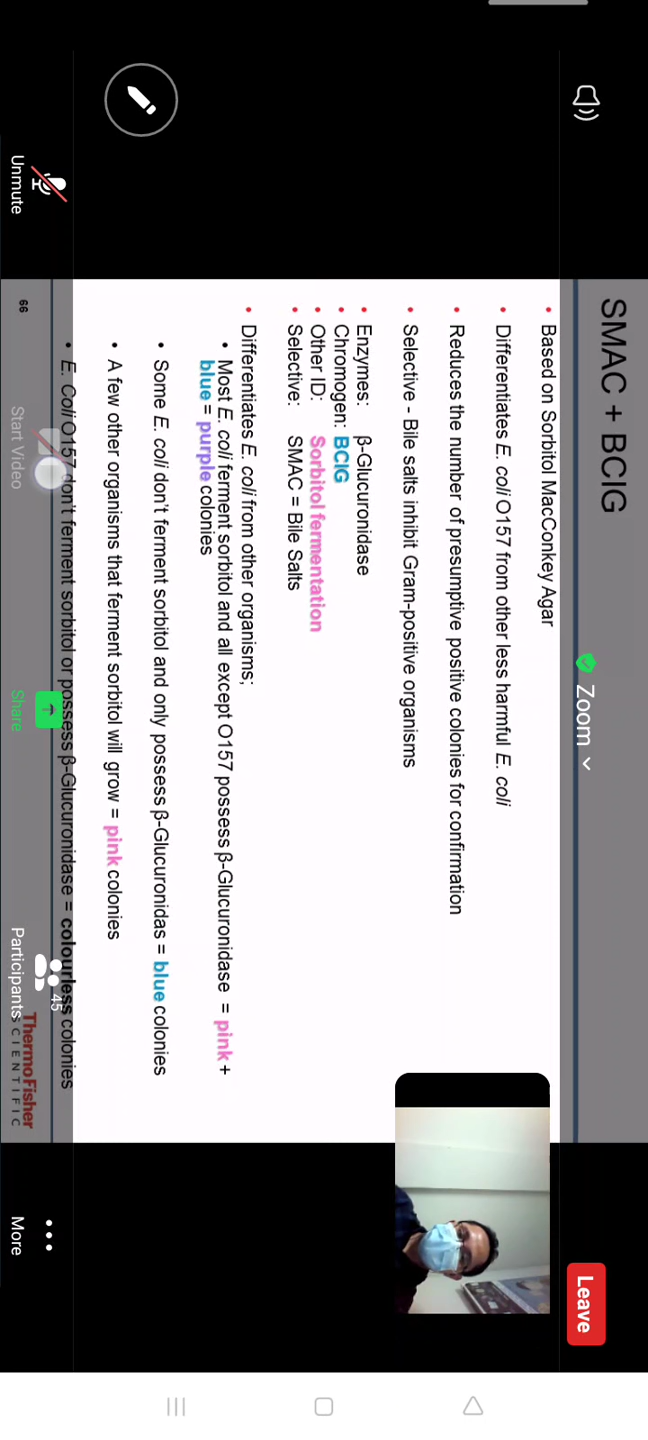 SMAC + BCIG
Zoom
Leave
• Based on Sorbitol MacConkey Agar
• Differentiates E. coli O157 from other less harmful E. coli
• Reduces the number of presumptive positive colonies for confirmation
• Selective - Bile salts inhibit Gram-positive organisms
• Enzymes: β-Glucuronidase
• Chromogen: BCIG
• Other ID: Sorbitol fermentation
• Selective: SMAC = Bile Salts
• Differentiates E. coli from other organisms;
• Most E. coli ferment sorbitol and all except O157 possess β-Glucuronidase = pink +
blue = purple colonies
• Some E. coli don't ferment sorbitol and only possess β-Glucuronidas = blue colonies
• A few other organisms that ferment sorbitol will grow = pink colonies
• E. Coli O157 don't ferment sorbitol or possess β-Glucuronidase = colourless colonies
66
ThermoFisher
SCIENTIFIC
45
Unmute
Start Video
Share
Participants
More